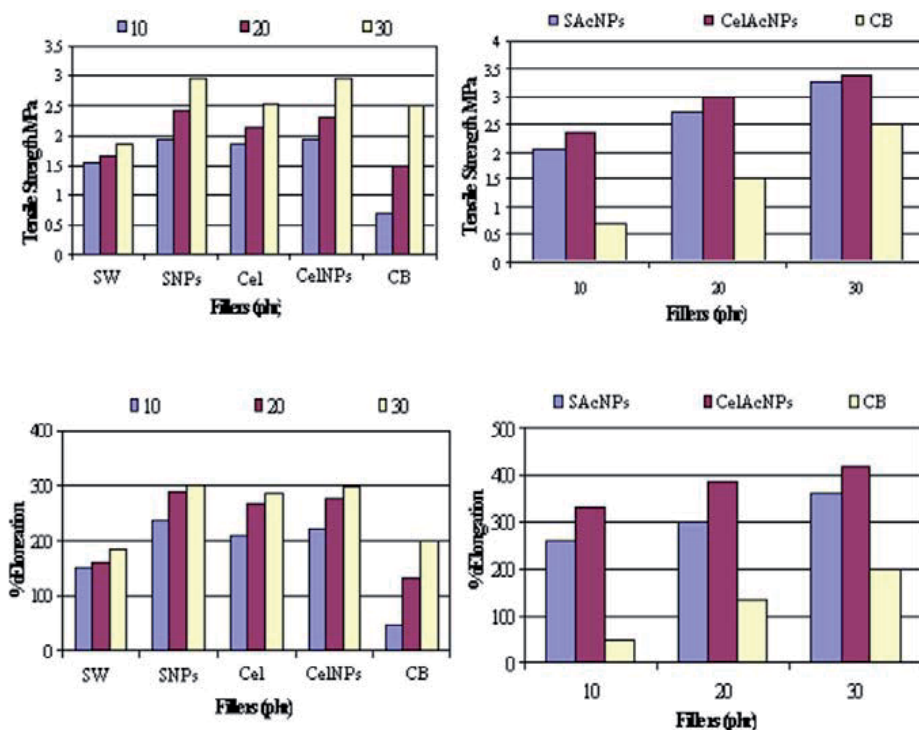 10 20 30
Tensile Strength MPa
3.5
3
2.5
2
1.5
1
0.5
0
SW SNPs Cel CelNPs CB
Fillers (phr)
SAcNPs CelAcNPs CB
Tensile Strength MPa
4
3.5
3
2.5
2
1.5
1
0.5
0
10 20 30
Fillers (phr)
10 20 30
%Elongation
400
300
200
100
0
SW SNPs Cel CelNPs CB
Fillers (phr)
SAcNPs CelAcNPs CB
%Elongation
500
400
300
200
100
0
10 20 30
Fillers (phr)